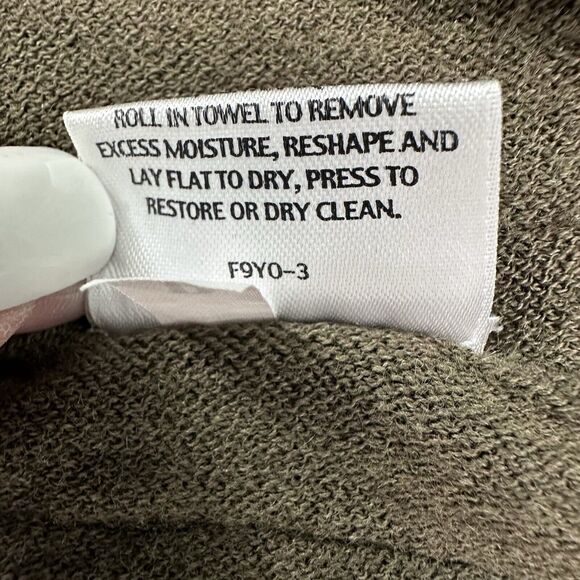 ROLL IN TOWEL TO REMOVE
EXCESS MOISTURE, RESHAPE AND
LAY FLAT TO DRY, PRESS TO
RESTORE OR DRY CLEAN.
F9Y0-3